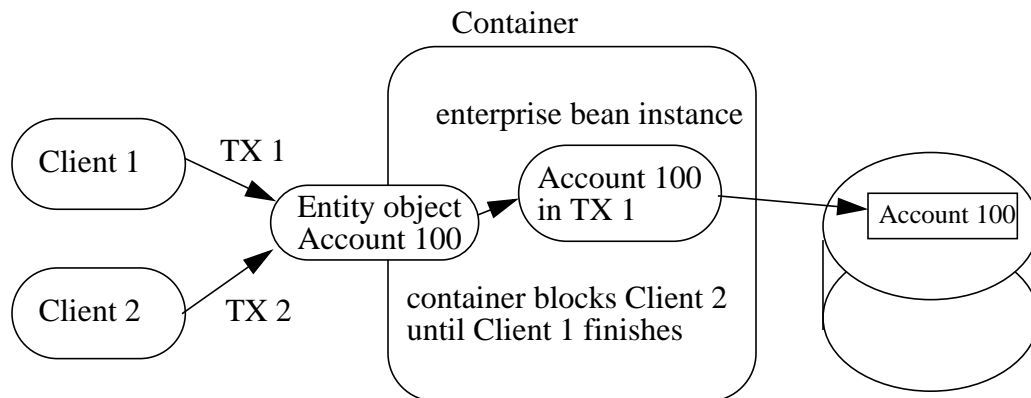 Container
enterprise bean instance
Client 1
TX 1
Account 100
in TX 1
Entity object
Account 100
Account 100
Client 2
TX 2
container blocks Client 2
until Client 1 finishes